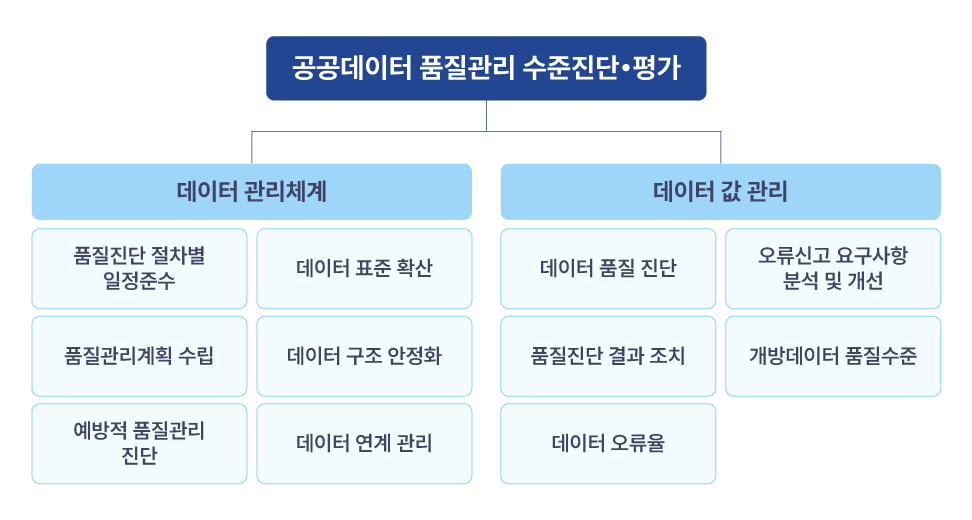 공공데이터 품질관리 수준진단•평가
데이터 관리체계
품질진단 절차별
일정준수
데이터 표준 확산
품질관리계획 수립
데이터 구조 안정화
예방적 품질관리
진단
데이터 연계 관리
데이터 값 관리
데이터 품질 진단
오류신고 요구사항
분석 및 개선
품질진단 결과 조치
개방데이터 품질수준
데이터 오류율